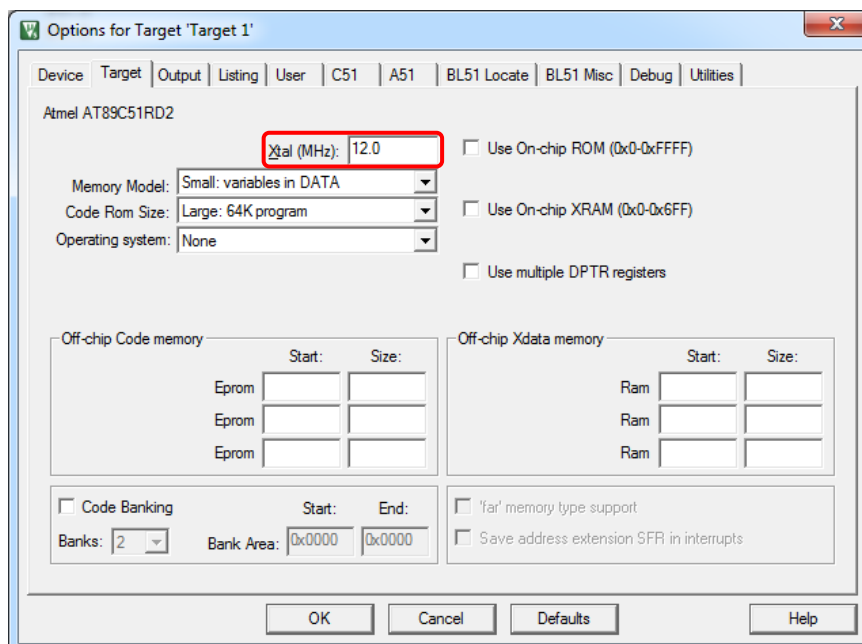 Options for Target 'Target 1'
Device Target Output Listing User C51 A51 BL51 Locate BL51 Misc Debug Utilities
Atmel AT89C51RD2
Xtal (MHz): 12.0
Use On-chip ROM (0x0-0xFFFF)
Memory Model: Small: variables in DATA
Code Rom Size: Large: 64K program
Use On-chip XRAM (0x0-0x6FF)
Operating system: None
Use multiple DPTR registers
Off-chip Code memory
Start: Size:
Eprom
Eprom
Eprom
Off-chip Xdata memory
Start: Size:
Ram
Ram
Ram
Code Banking Start: End:
Banks: 2 Bank Area: 0x0000 0x0000
'far' memory type support
Save address extension SFR in interrupts
OK Cancel Defaults Help